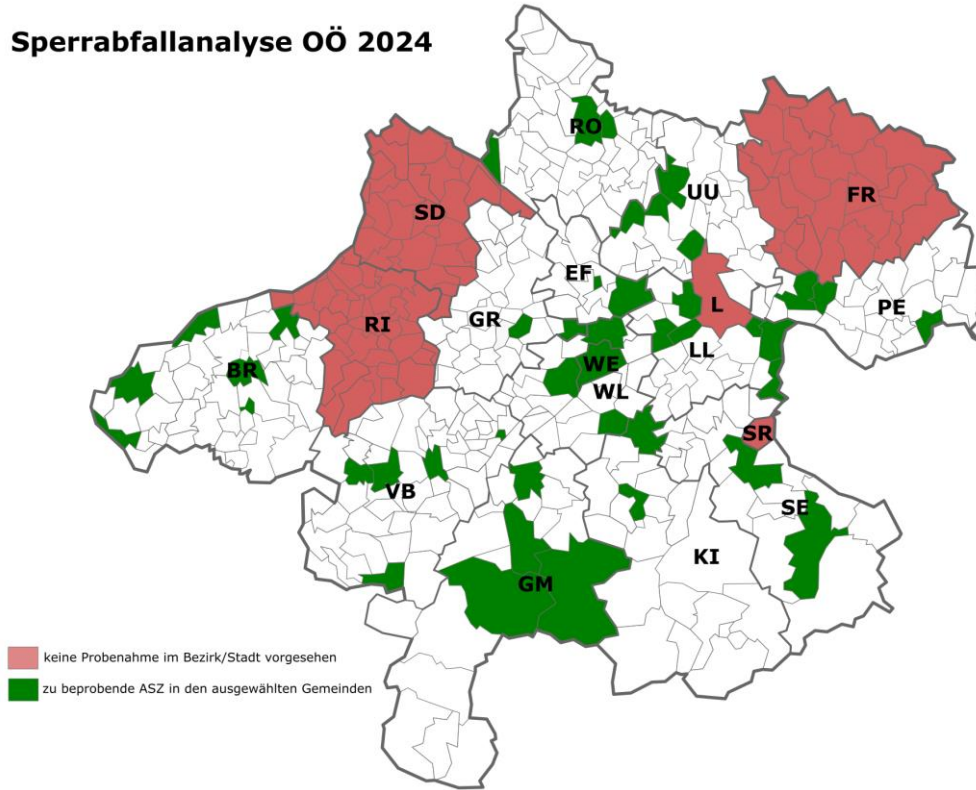 Sperrabfallanalyse OÖ 2024
RO
UU
FR
SD
EF
L
PE
RI
GR
LL
BR
WE
WL
SR
VB
SE
KI
GM
keine Probenahme im Bezirk/Stadt vorgesehen
zu beprobende ASZ in den ausgewählten Gemeinden